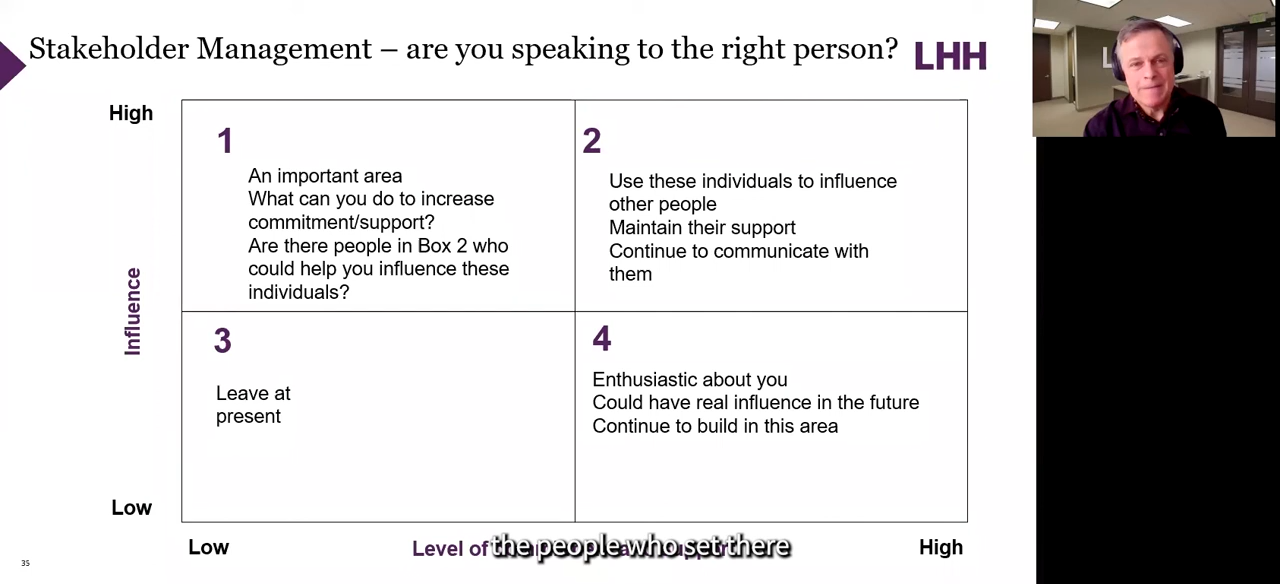 Stakeholder Management – are you speaking to the right person?
LHH
High
1
An important area
What can you do to increase
commitment/support?
Are there people in Box 2 who
could help you influence these
individuals?
2
Use these individuals to influence
other people
Maintain their support
Continue to communicate with
them
Influence
3
Leave at
present
4
Enthusiastic about you
Could have real influence in the future
Continue to build in this area
Low
Low
Level of
the people who set there
High
35